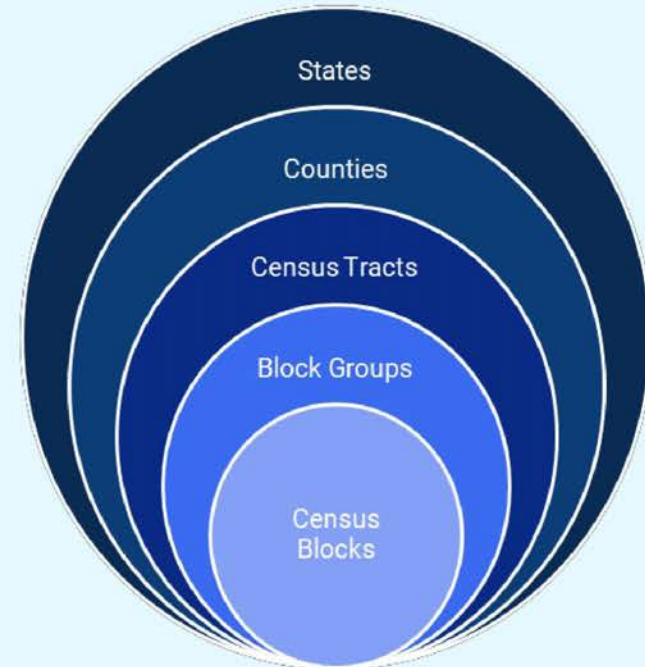 States
Counties
Census Tracts
Block Groups
Census
Blocks